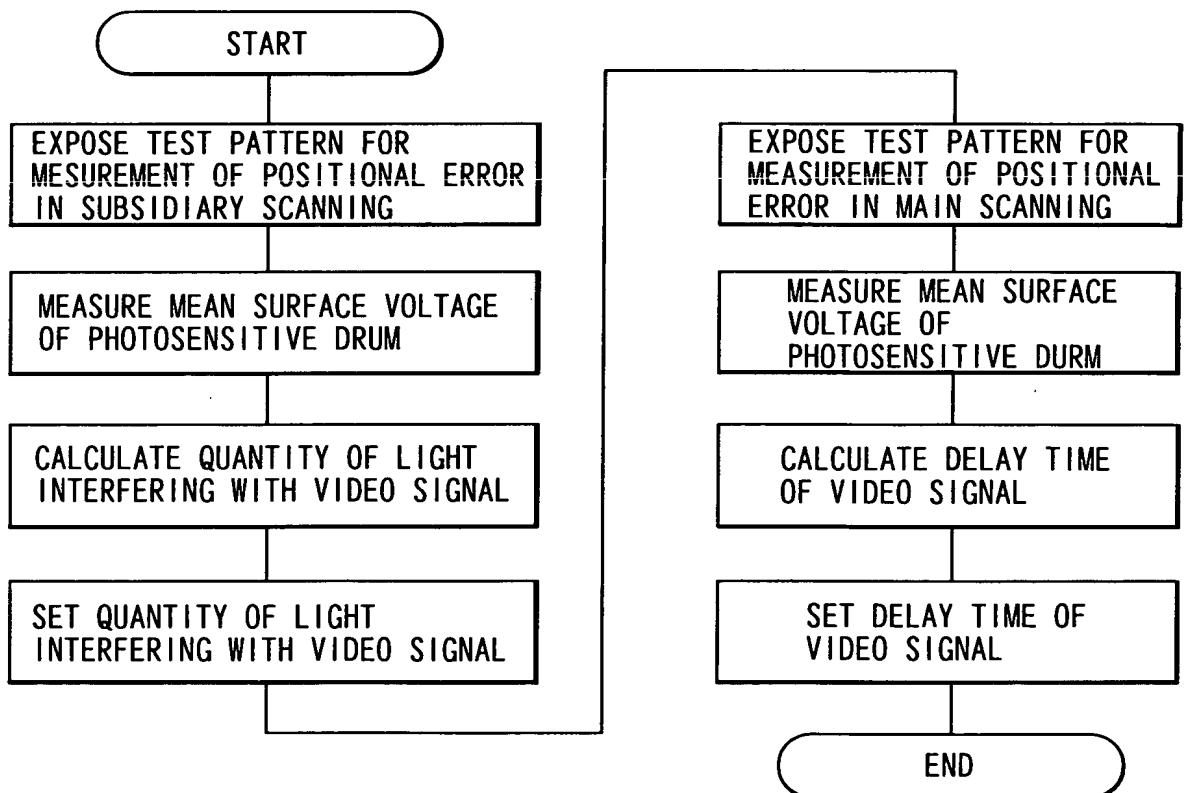 START
EXPOSE TEST PATTERN FOR
MESUREMENT OF POSITIONAL ERROR
IN SUBSIDIARY SCANNING
MEASURE MEAN SURFACE VOLTAGE
OF PHOTOSENSITIVE DRUM
CALCULATE QUANTITY OF LIGHT
INTERFERING WITH VIDEO SIGNAL
SET QUANTITY OF LIGHT
INTERFERING WITH VIDEO SIGNAL
EXPOSE TEST PATTERN FOR
MEASUREMENT OF POSITIONAL
ERROR IN MAIN SCANNING
MEASURE MEAN SURFACE
VOLTAGE OF
PHOTOSENSITIVE DURM
CALCULATE DELAY TIME
OF VIDEO SIGNAL
SET DELAY TIME OF
VIDEO SIGNAL
END